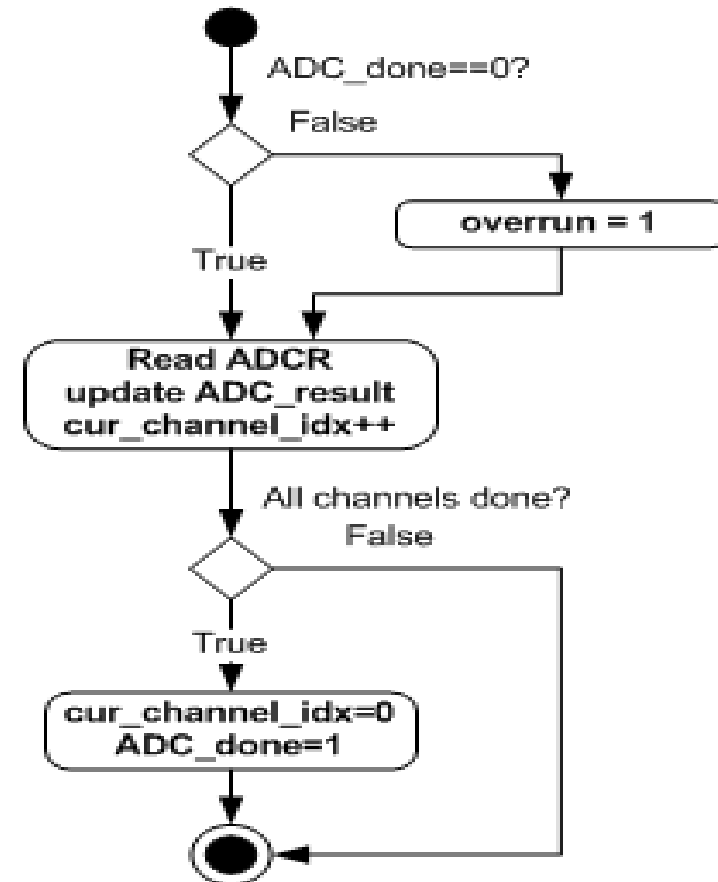 ADC_done==0?
False
overrun = 1
True
Read ADCR
update ADC_result
cur_channel_idx++
All channels done?
False
True
cur_channel_idx=0
ADC_done=1